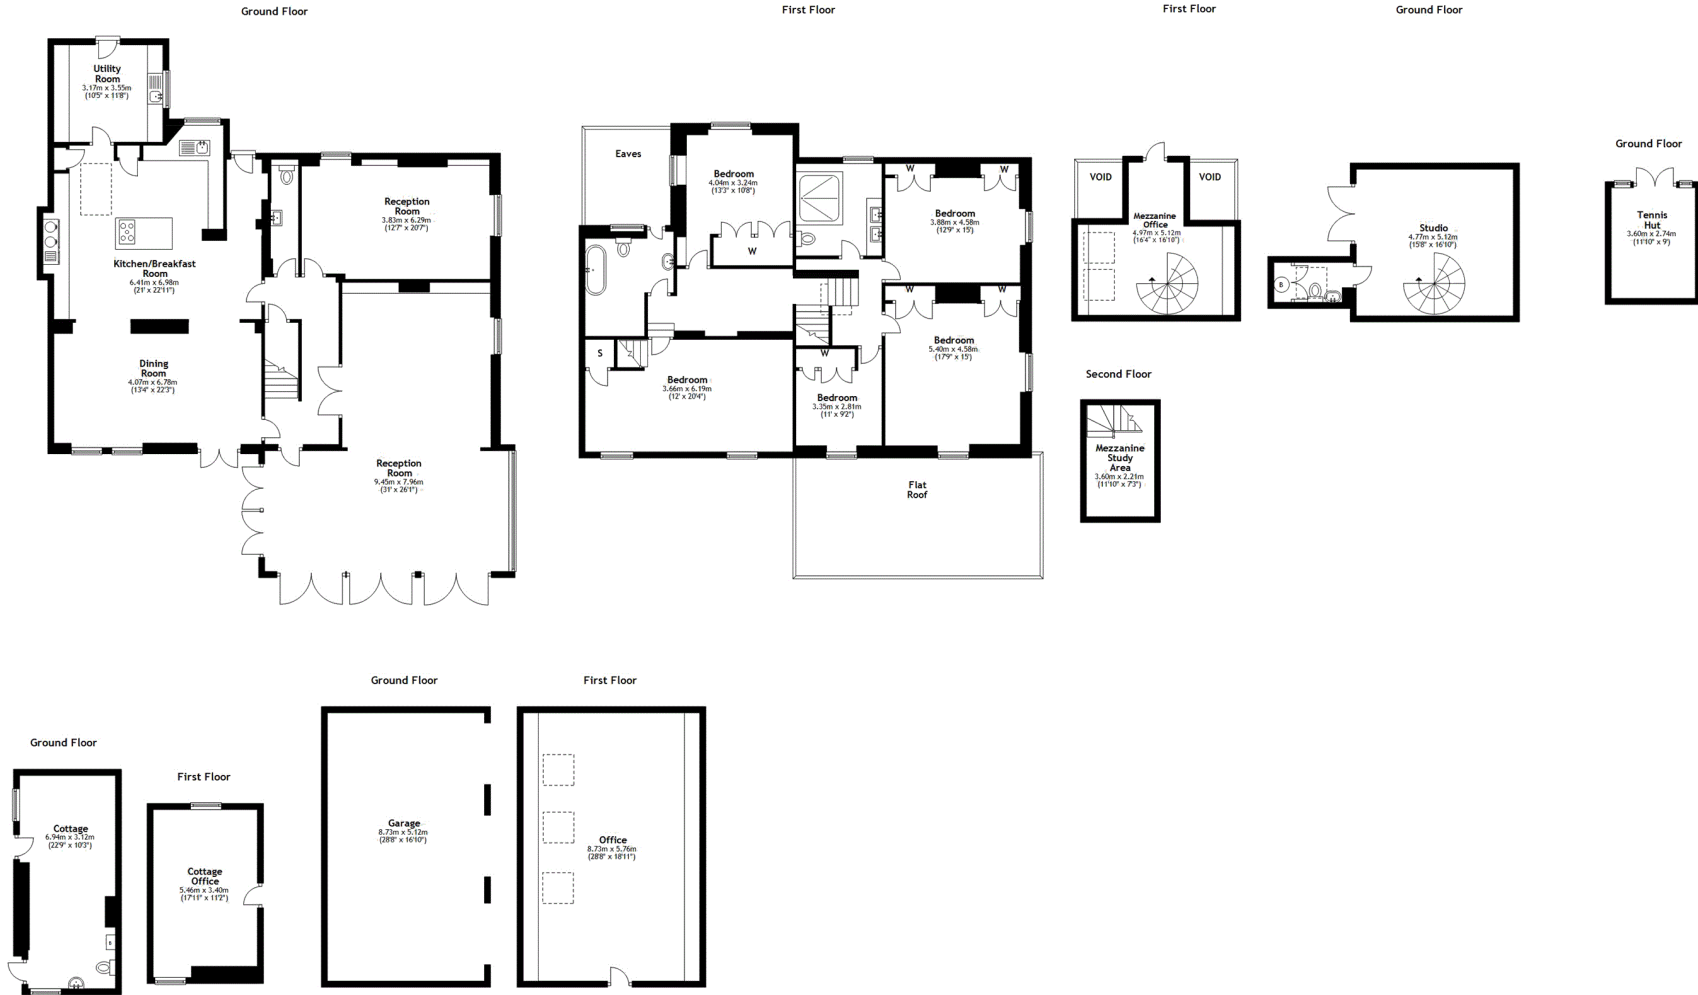 Ground Floor
Utility
Room
3.17m x 3.55m
(10'5" x 11'8")
Kitchen/Breakfast
Room
6.41m x 6.98m
(21' x 22'11")
Dining
Room
4.07m x 6.78m
(13'4" x 22'3")
Reception
Room
3.83m x 6.29m
(12'7" x 20'7")
Reception
Room
9.45m x 7.96m
(31' x 26'1")
First Floor
Eaves
Bedroom
4.04m x 3.24m
(13'3" x 10'8")
W
W
W
Bedroom
3.88m x 4.58m
(12'9" x 15')
W
W
Bedroom
5.40m x 4.58m
(17'9" x 15')
S
Bedroom
3.66m x 6.19m
(12' x 20'4")
W
Bedroom
3.35m x 2.81m
(11' x 9'2")
Flat
Roof
First Floor
VOID
VOID
Mezzanine
Office
4.97m x 5.12m
(16'4" x 16'10")
Second Floor
Mezzanine
Study
Area
3.60m x 2.21m
(11'10" x 7'3")
Ground Floor
Studio
4.77m x 5.12m
(15'8" x 16'10")
B
Ground Floor
Tennis
Hut
3.60m x 2.74m
(11'10" x 9')
Ground Floor
Cottage
6.94m x 3.12m
(22'9" x 10'3")
B
First Floor
Cottage
Office
5.46m x 3.40m
(17'11" x 11'2")
Ground Floor
Garage
8.73m x 5.12m
(28'8" x 16'10")
First Floor
Office
8.73m x 5.76m
(28'8" x 18'11")